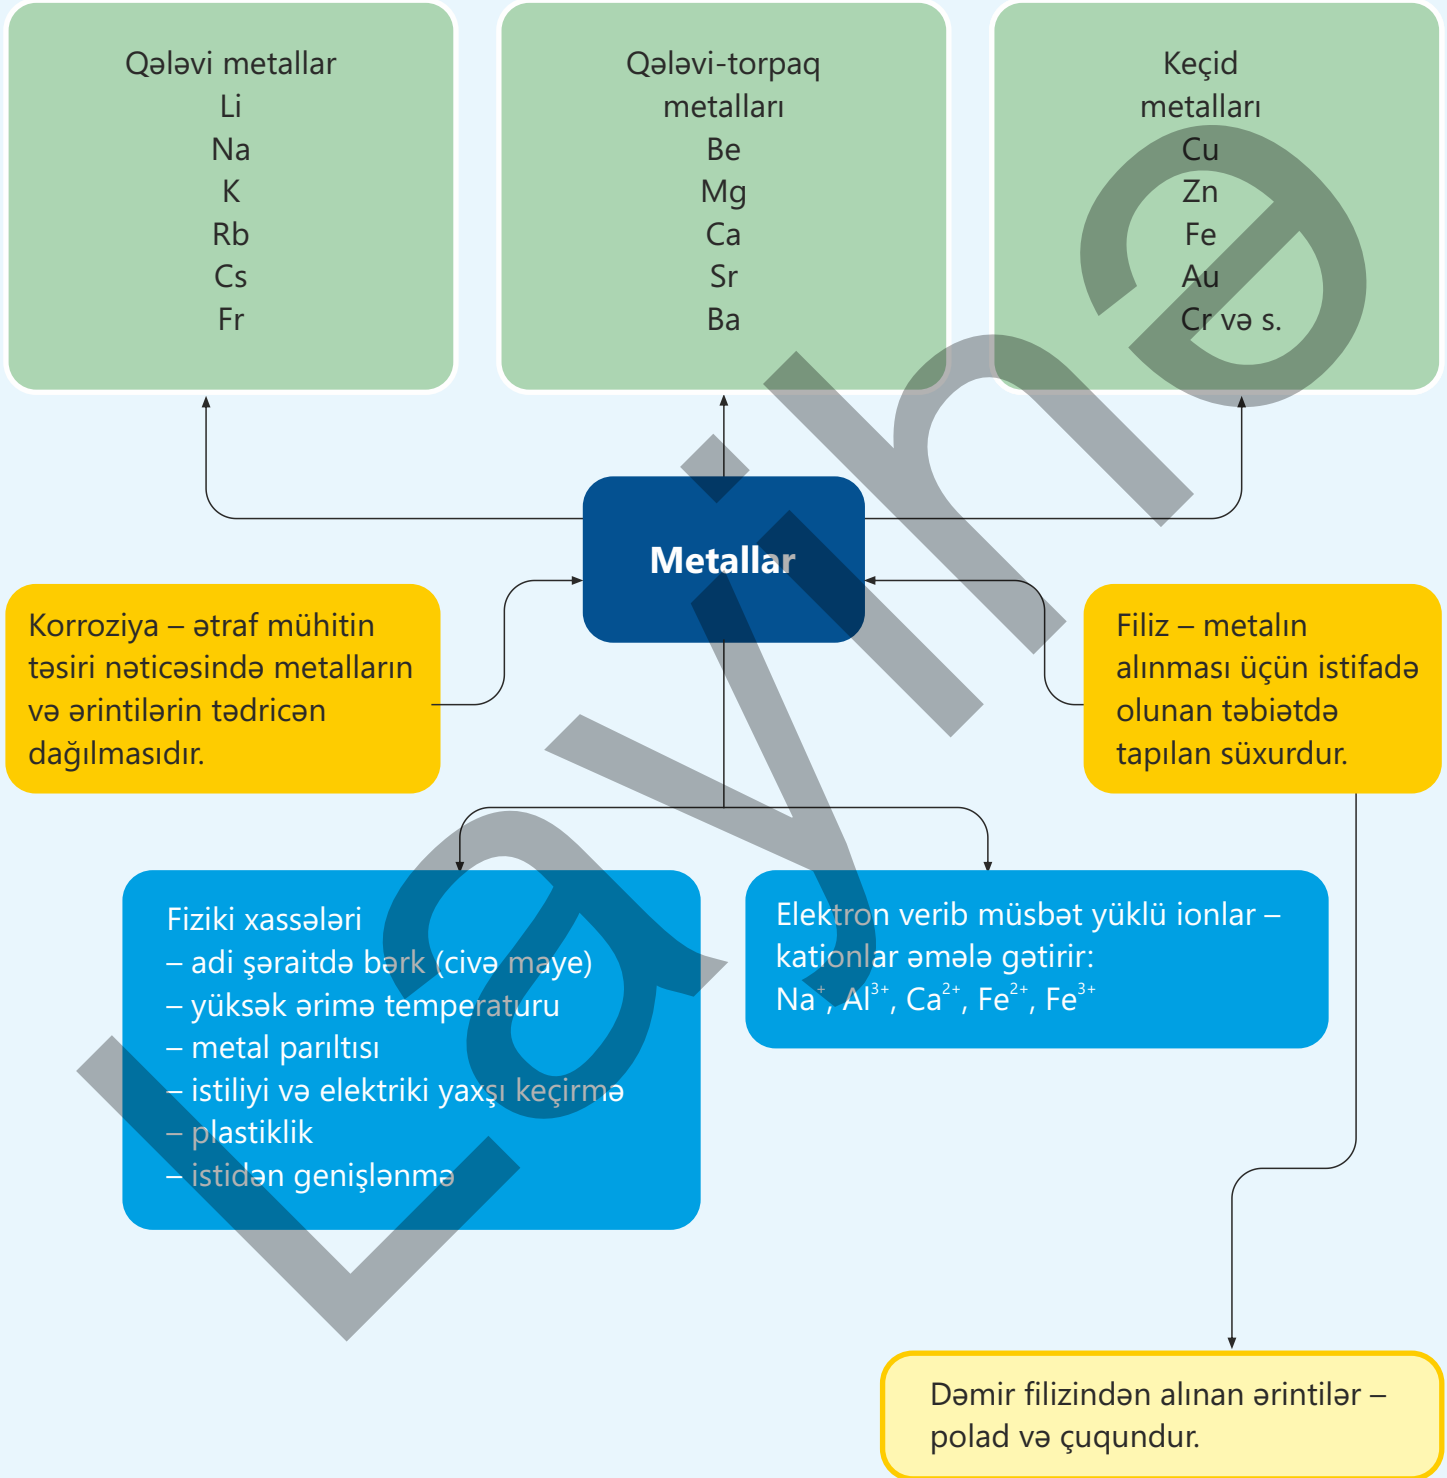 Qələvi metallar
Li
Na
K
Rb
Cs
Fr
Qələvi-torpaq
metalları
Be
Mg
Ca
Sr
Ba
Keçid
metalları
Cu
Zn
Fe
Au
Cr və s.
Metallar
Korroziya – ətraf mühitin
təsiri nəticəsində metalların
və ərintilərin tədricən
dağılmasıdır.
Filiz – metalın
alınması üçün istifadə
olunan təbiətdə
tapılan süxurdur.
Fiziki xassələri
– adi şəraitdə bərk (civə maye)
– yüksək ərimə temperaturu
– metal parıltısı
– istiliyi və elektriki yaxşı keçirmə
– plastiklik
– istidən genişlənmə
Elektron verib müsbət yüklü ionlar –
kationlar əmələ gətirir:
Na⁺, Al³⁺, Ca²⁺, Fe²⁺, Fe³⁺
Dəmir filizindən alınan ərintilər –
polad və çuqundur.
Layihə